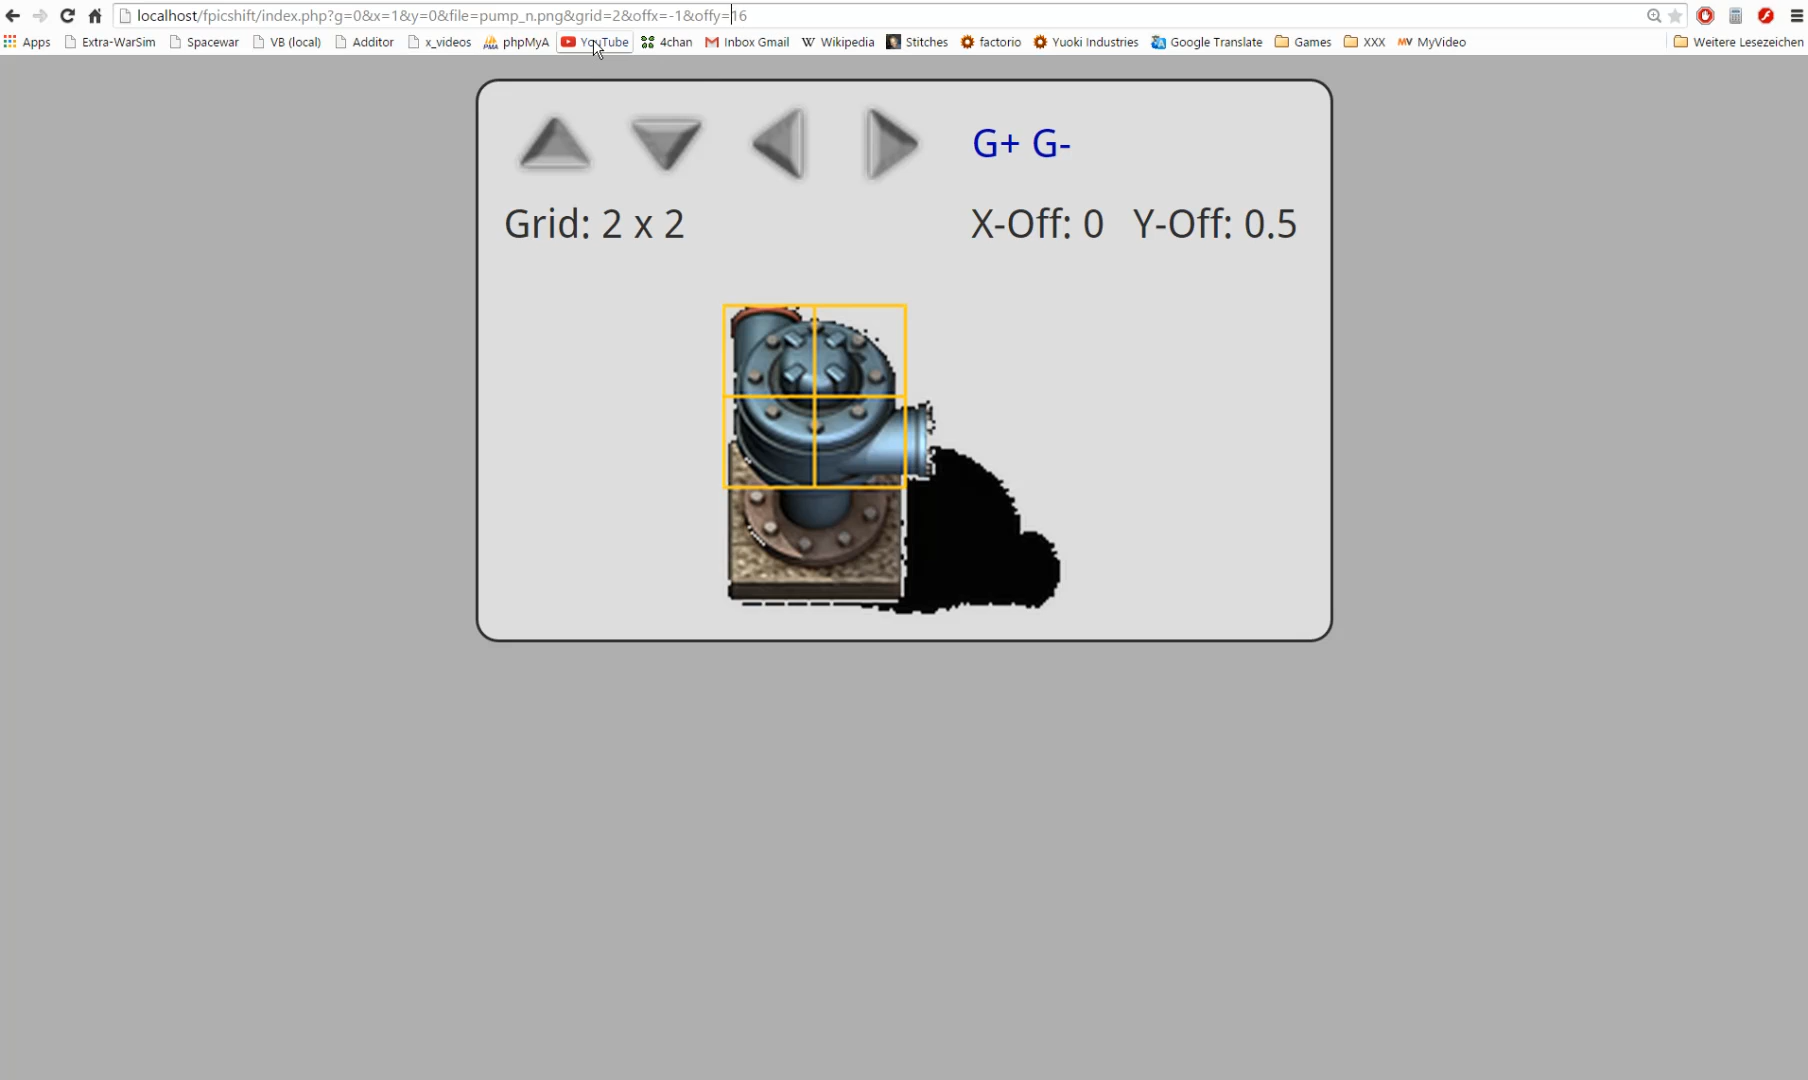 localhost/fpicshift/index.php?g=0&x=1&y=0&file=pump_n.png&grid=2&offx=-1&offy=16
Apps Extra-WarSim Spacewar VB (local) Additor x_videos phpMyA YouTube 4chan Inbox Gmail Wikipedia Stitches factorio Yuoki Industries Google Translate Games XXX MyVideo Weitere Lesezeichen
G+ G-
Grid: 2 x 2 X-Off: 0 Y-Off: 0.5